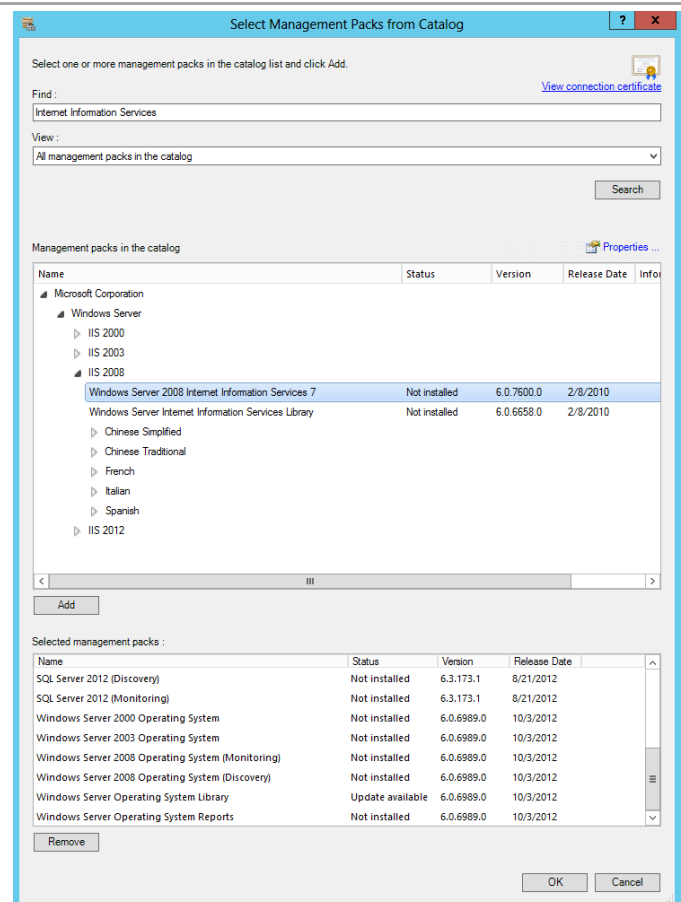 Select Management Packs from Catalog
? x
Select one or more management packs in the catalog list and click Add.
View connection certificate
Find :
Internet Information Services
View :
All management packs in the catalog
Search
Management packs in the catalog
Properties ...
Name Status Version Release Date Infor
Microsoft Corporation
Windows Server
IIS 2000
IIS 2003
IIS 2008
Windows Server 2008 Internet Information Services 7 Not installed 6.0.7600.0 2/8/2010
Windows Server Internet Information Services Library Not installed 6.0.6658.0 2/8/2010
Chinese Simplified
Chinese Traditional
French
Italian
Spanish
IIS 2012
Add
Selected management packs :
Name Status Version Release Date
SQL Server 2012 (Discovery) Not installed 6.3.173.1 8/21/2012
SQL Server 2012 (Monitoring) Not installed 6.3.173.1 8/21/2012
Windows Server 2000 Operating System Not installed 6.0.6989.0 10/3/2012
Windows Server 2003 Operating System Not installed 6.0.6989.0 10/3/2012
Windows Server 2008 Operating System (Monitoring) Not installed 6.0.6989.0 10/3/2012
Windows Server 2008 Operating System (Discovery) Not installed 6.0.6989.0 10/3/2012
Windows Server Operating System Library Update available 6.0.6989.0 10/3/2012
Windows Server Operating System Reports Not installed 6.0.6989.0 10/3/2012
Remove
OK Cancel